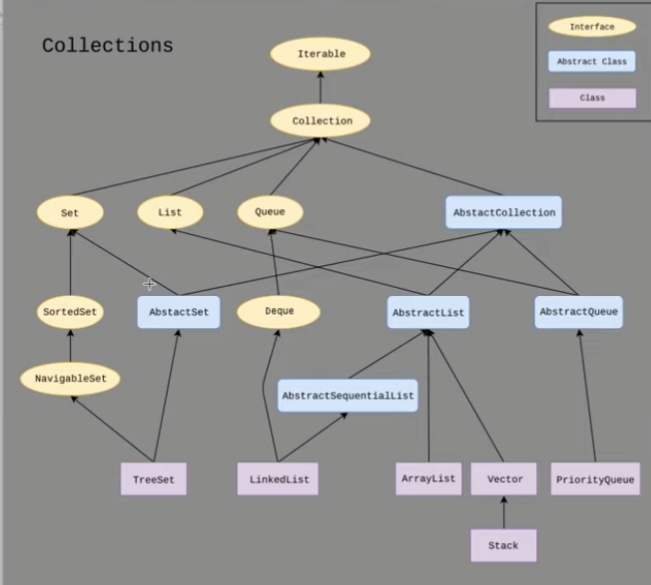 Collections
Interface
Abstract Class
Class
Iterable
Collection
Set
List
Queue
AbstactCollection
SortedSet
AbstactSet
Deque
AbstractList
AbstractQueue
NavigableSet
AbstractSequentialList
TreeSet
LinkedList
ArrayList
Vector
PriorityQueue
Stack